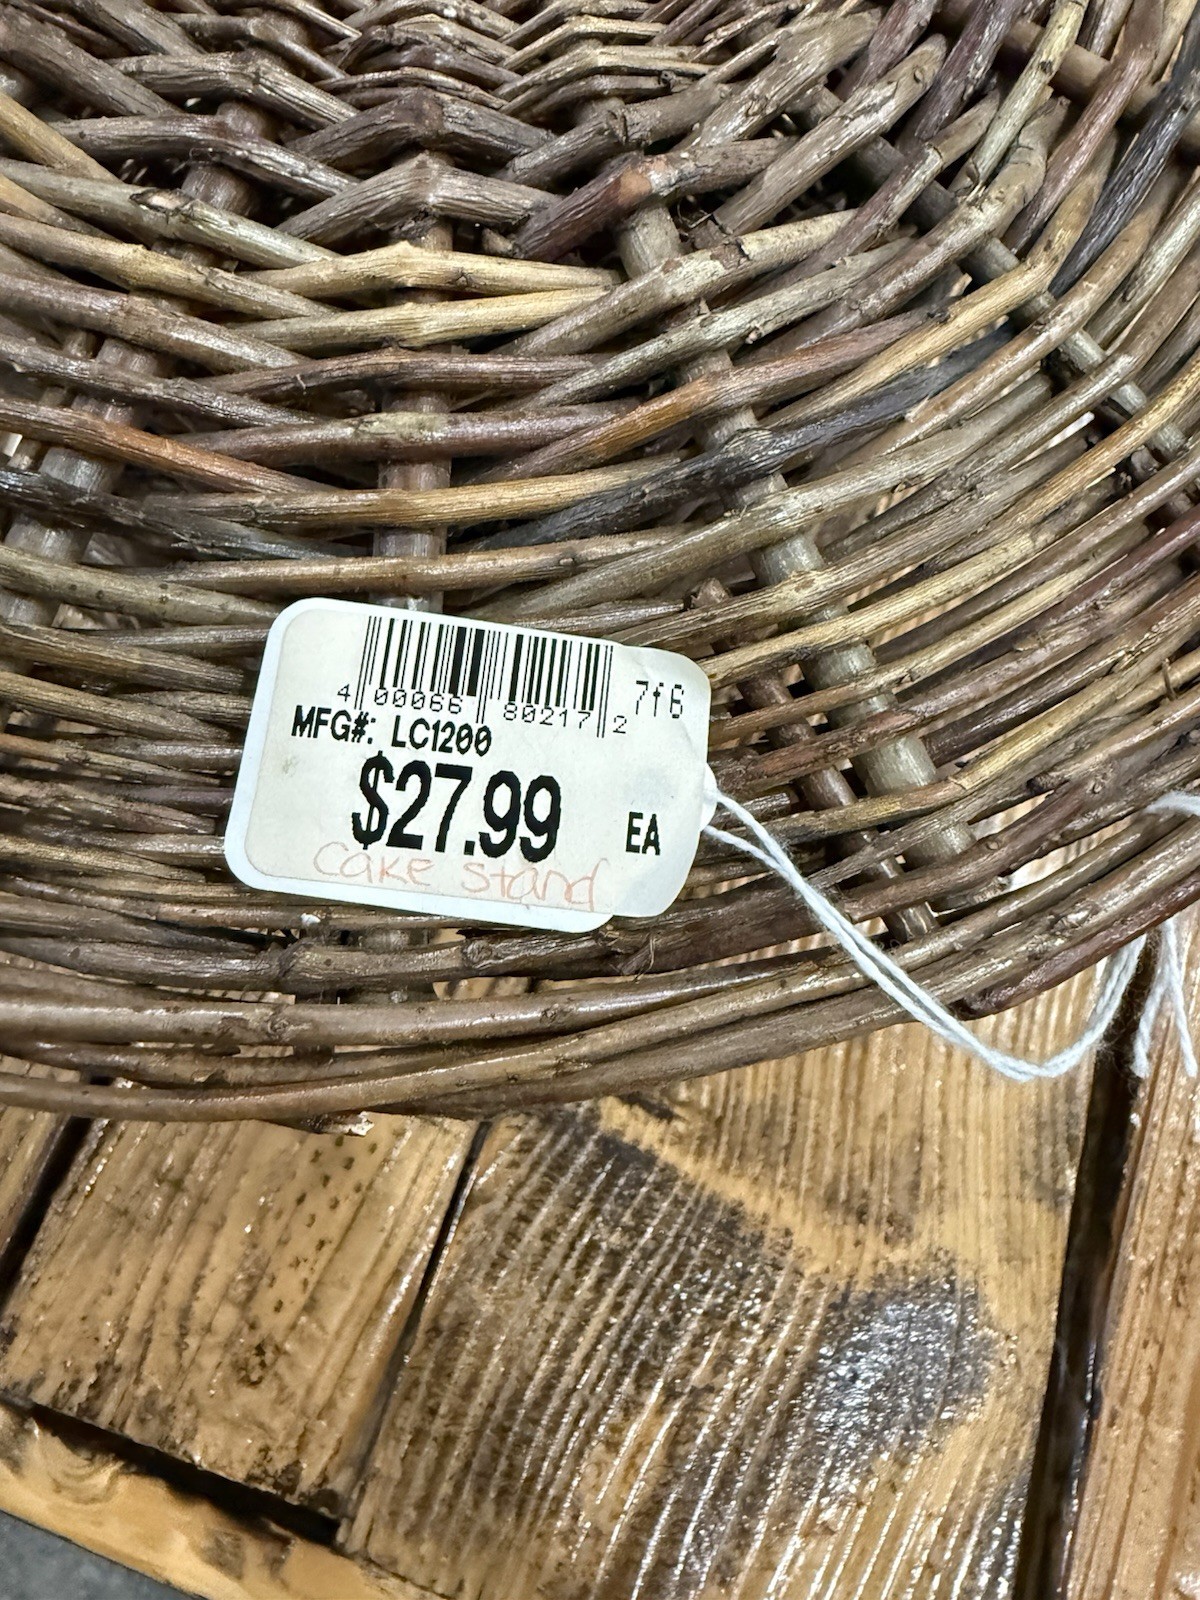 4 00066 80217 2
7f6
MFG#: LC1200
$27.99 EA
cake stand